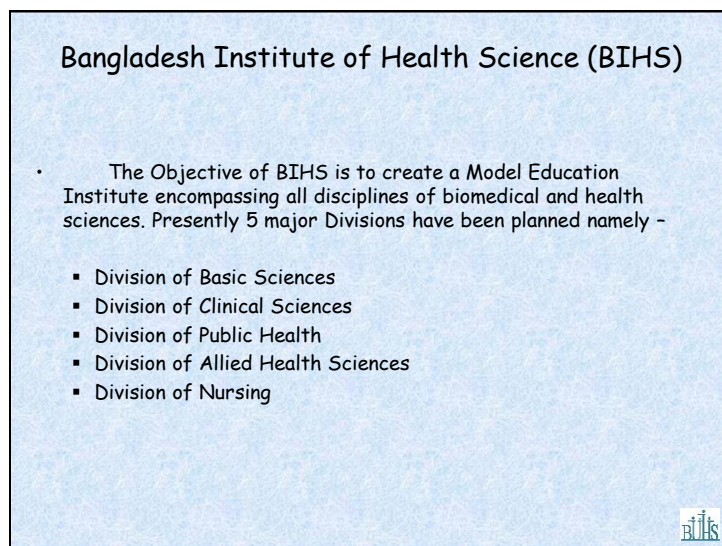 Bangladesh Institute of Health Science (BIHS)
• The Objective of BIHS is to create a Model Education
Institute encompassing all disciplines of biomedical and health
sciences. Presently 5 major Divisions have been planned namely –
▪ Division of Basic Sciences
▪ Division of Clinical Sciences
▪ Division of Public Health
▪ Division of Allied Health Sciences
▪ Division of Nursing
BUHS